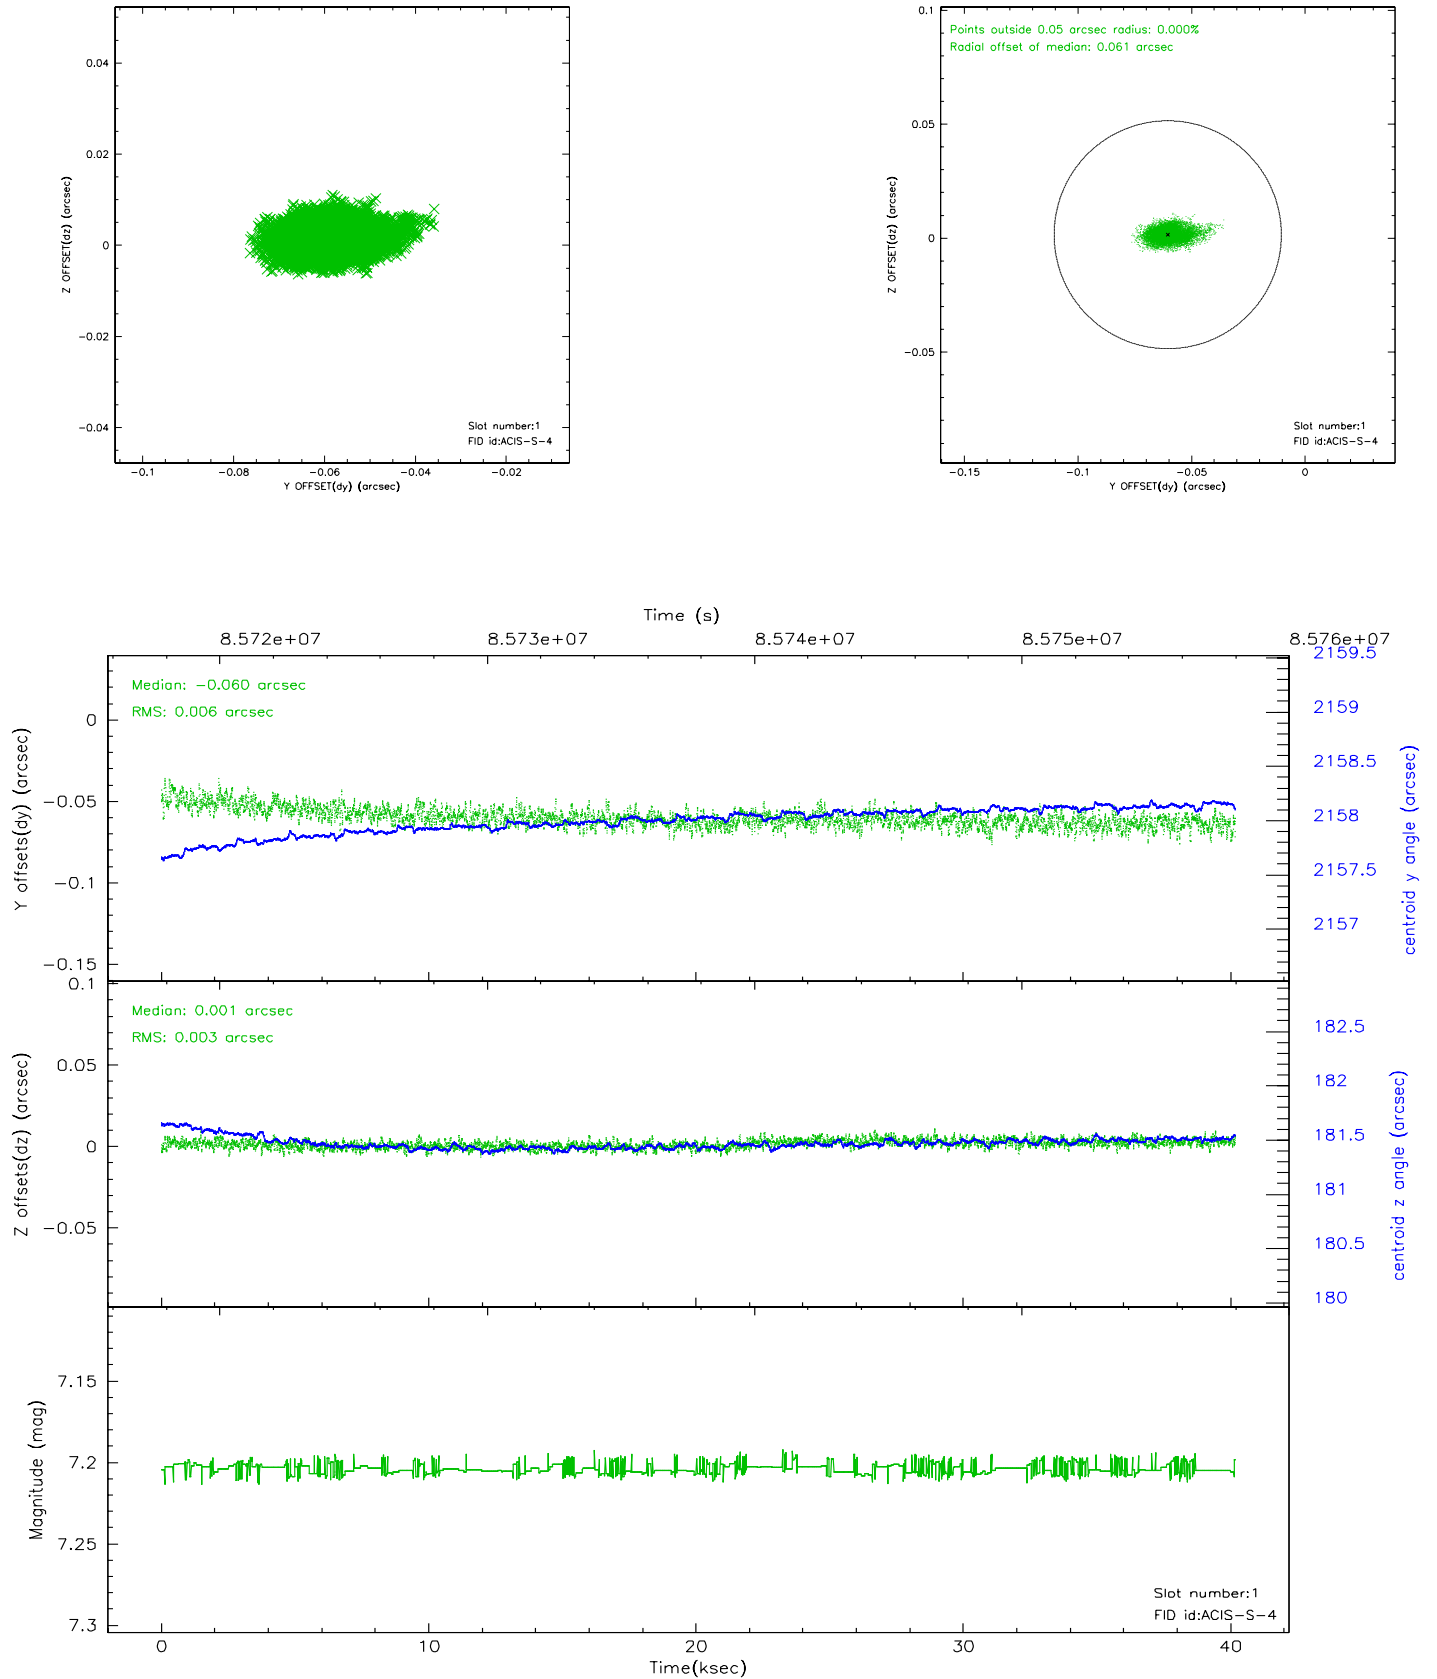 0.04
0.02
0
−0.02
−0.04
Z OFFSET(dz) (arcsec)
Slot number:1
FID id:ACIS−S−4
−0.1
−0.08
−0.06
−0.04
−0.02
Y OFFSET(dy) (arcsec)
0.1
0.05
0
−0.05
Z OFFSET(dz) (arcsec)
Points outside 0.05 arcsec radius: 0.000%
Radial offset of median: 0.061 arcsec
Slot number:1
FID id:ACIS−S−4
−0.15
−0.1
−0.05
0
Y OFFSET(dy) (arcsec)
Time (s)
8.572e+07
8.573e+07
8.574e+07
8.575e+07
8.576e+07
0
−0.05
−0.1
−0.15
Y offsets(dy) (arcsec)
Median: −0.060 arcsec
RMS: 0.006 arcsec
2159.5
2159
2158.5
2158
2157.5
2157
centroid y angle (arcsec)
0.1
0.05
0
−0.05
Z offsets(dz) (arcsec)
Median: 0.001 arcsec
RMS: 0.003 arcsec
182.5
182
181.5
181
180.5
180
centroid z angle (arcsec)
7.15
7.2
7.25
7.3
Magnitude (mag)
Slot number:1
FID id:ACIS−S−4
0
10
20
30
40
Time(ksec)